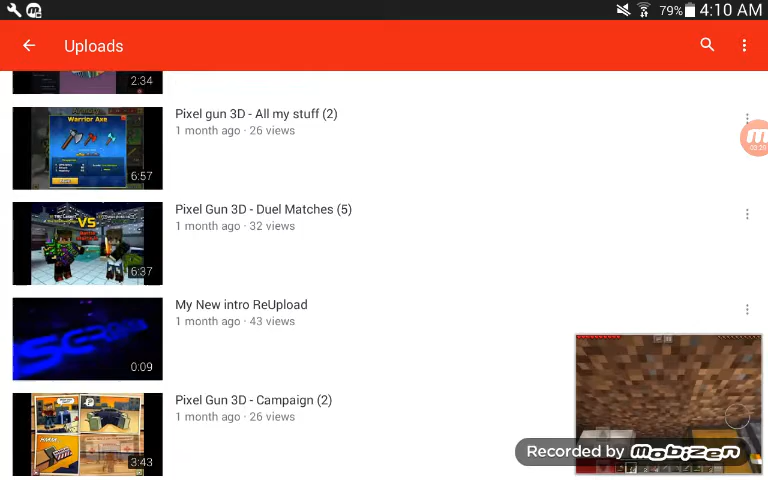 79% 4:10 AM
Uploads
2:34
Pixel gun 3D - All my stuff (2)
1 month ago · 26 views
Warrior Axe
6:57
Pixel Gun 3D - Duel Matches (5)
1 month ago · 32 views
VS
6:37
My New intro ReUpload
1 month ago · 43 views
0:09
Pixel Gun 3D - Campaign (2)
1 month ago · 26 views
3:43
Recorded by mobizen